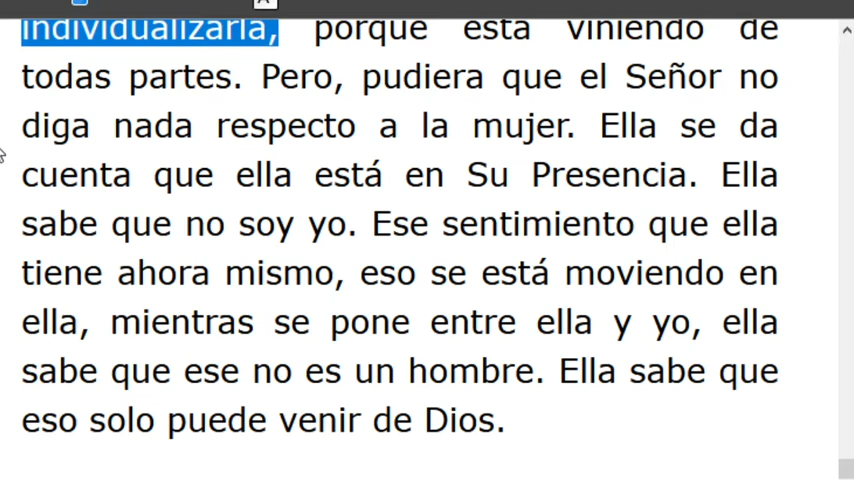 individualizarla, porque está viniendo de
todas partes. Pero, pudiera que el Señor no
diga nada respecto a la mujer. Ella se da
cuenta que ella está en Su Presencia. Ella
sabe que no soy yo. Ese sentimiento que ella
tiene ahora mismo, eso se está moviendo en
ella, mientras se pone entre ella y yo, ella
sabe que ese no es un hombre. Ella sabe que
eso solo puede venir de Dios.